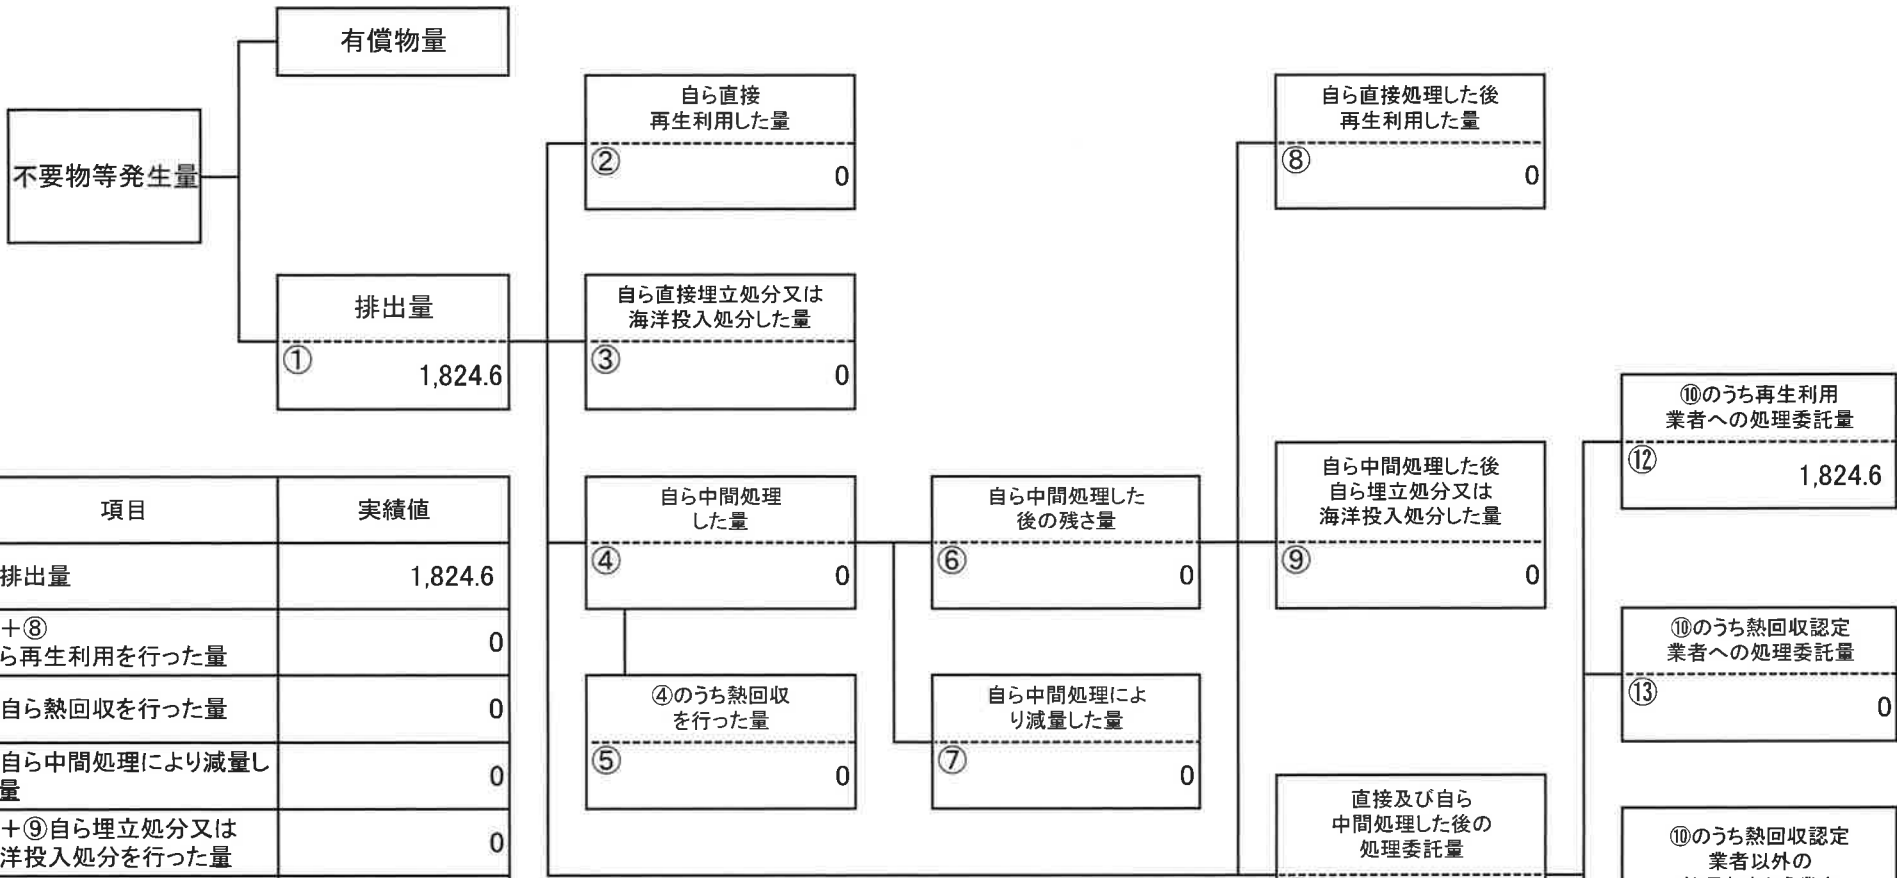 有償物量
不要物等発生量
排出量
①
1,824.6
自ら直接
再生利用した量
②
0
自ら直接埋立処分又は
海洋投入処分した量
③
0
自ら中間処理
した量
④
0
④のうち熱回収
を行った量
⑤
0
自ら中間処理した
後の残さ量
⑥
0
自ら中間処理によ
り減量した量
⑦
0
自ら直接処理した後
再生利用した量
⑧
0
自ら中間処理した後
自ら埋立処分又は
海洋投入処分した量
⑨
0
直接及び自ら
中間処理した後の
処理委託量
⑩のうち再生利用
業者への処理委託量
⑫
1,824.6
⑩のうち熱回収認定
業者への処理委託量
⑬
0
⑩のうち熱回収認定
業者以外の
項目 実績値
排出量 1,824.6
+⑧
ら再生利用を行った量 0
自ら熱回収を行った量 0
自ら中間処理により減量し
量 0
+⑨自ら埋立処分又は
洋投入処分を行った量 0